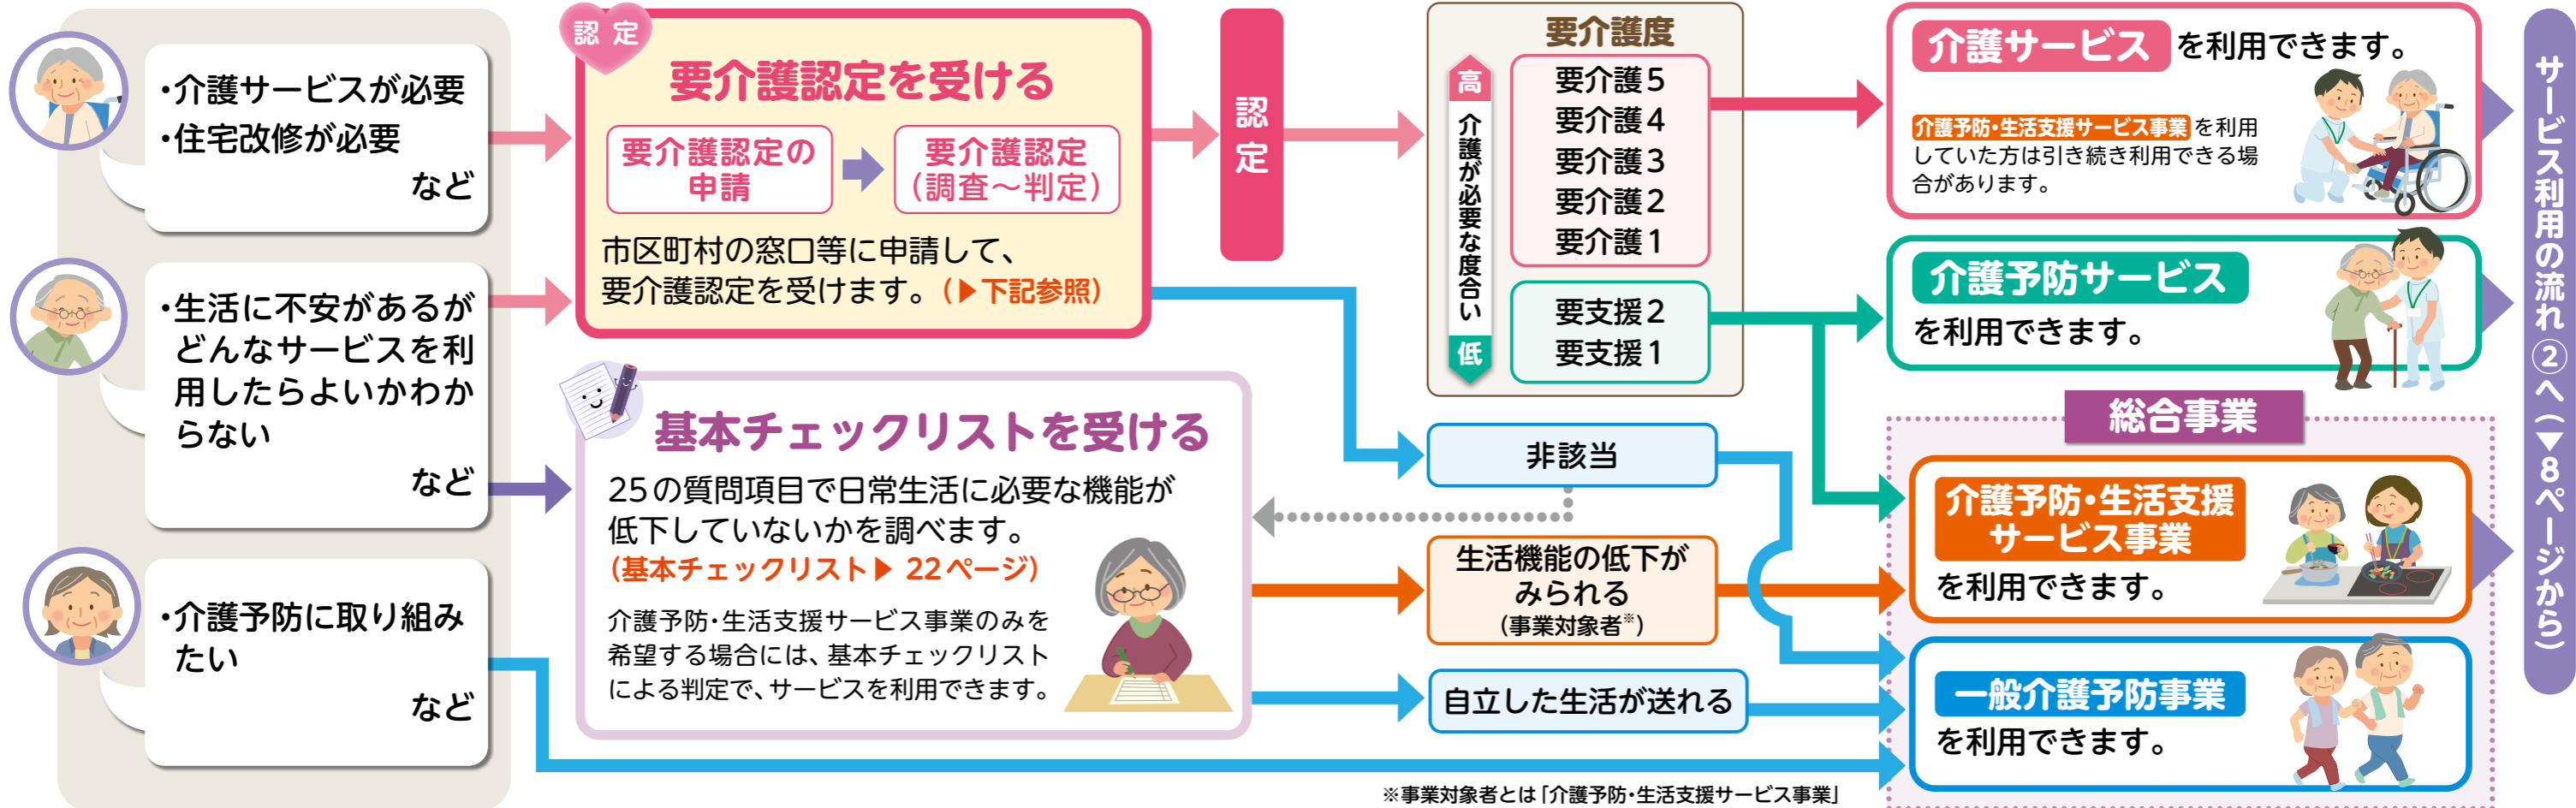 ・介護サービスが必要
・住宅改修が必要
など
・生活に不安があるが
どんなサービスを利
用したらよいかわか
らない
など
・介護予防に取り組み
たい
など
認定
要介護認定を受ける
要介護認定の
申請
要介護認定
(調査〜判定)
市区町村の窓口等に申請して、
要介護認定を受けます。(▶下記参照)
基本チェックリストを受ける
25の質問項目で日常生活に必要な機能が
低下していないかを調べます。
(基本チェックリスト▶ 22ページ)
介護予防・生活支援サービス事業のみを
希望する場合には、基本チェックリスト
による判定で、サービスを利用できます。
認定
要介護度
高
介護が必要な度合い
低
要介護5
要介護4
要介護3
要介護2
要介護1
要支援2
要支援1
非該当
生活機能の低下が
みられる
(事業対象者※)
自立した生活が送れる
※事業対象者とは「介護予防・生活支援サービス事業」
介護サービス を利用できます。
介護予防・生活支援サービス事業 を利用
していた方は引き続き利用できる場
合があります。
介護予防サービス
を利用できます。
総合事業
介護予防・生活支援
サービス事業
を利用できます。
一般介護予防事業
を利用できます。
サービス利用の流れ②へ(▼8ページから)